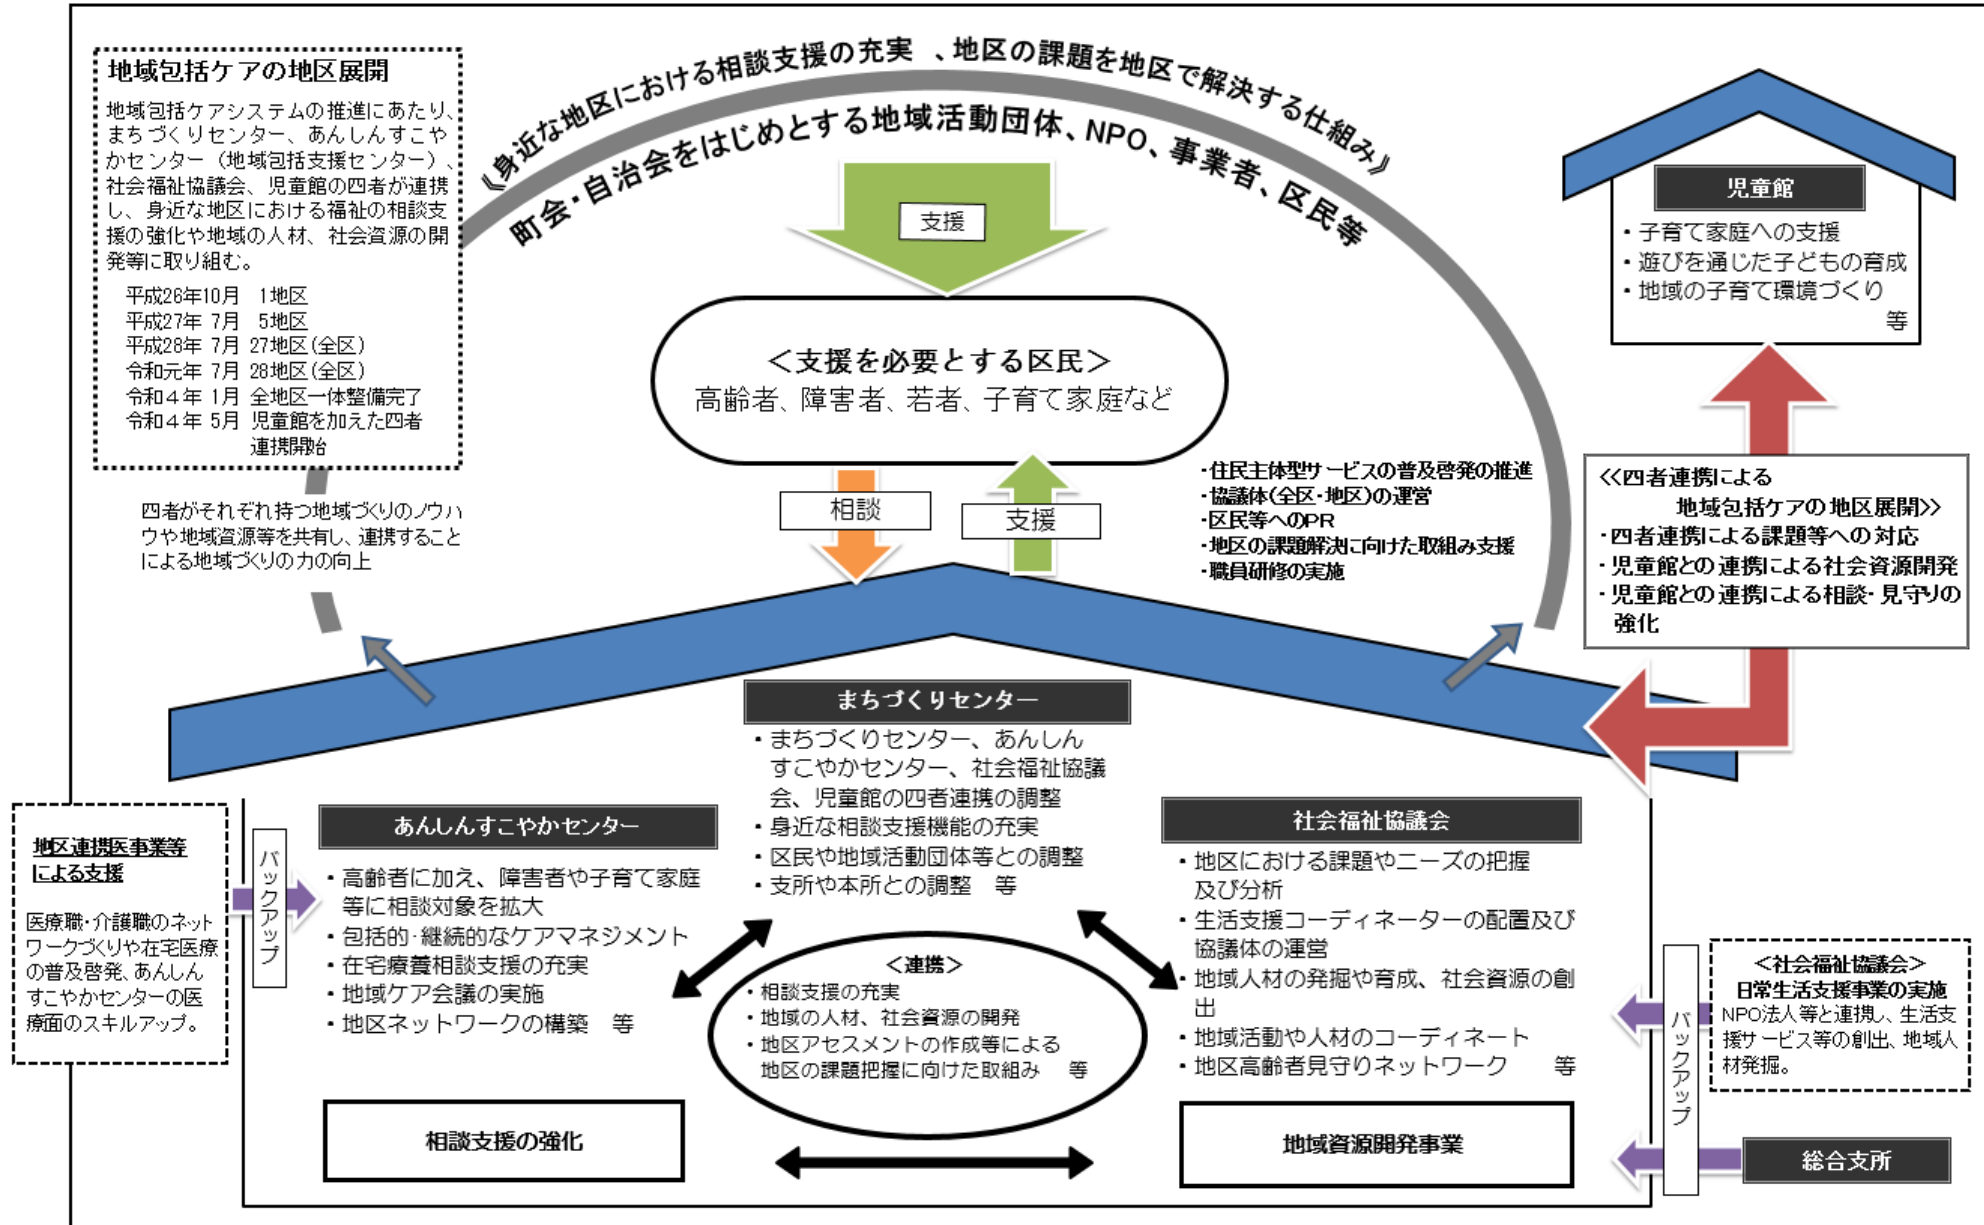 地域包括ケアの地区展開
地域包括ケアシステムの推進にあたり、
まちづくりセンター、あんしんすこや
かセンター（地域包括支援センター）、
社会福祉協議会、児童館の四者が連携
し、身近な地区における福祉の相談支
援の強化や地域の人材、社会資源の開
発等に取り組む。
平成26年10月　1地区
平成27年 7月　5地区
平成28年 7月 27地区(全区)
令和元年 7月 28地区(全区)
令和４年 1月 全地区一体整備完了
令和４年 5月 児童館を加えた四者
連携開始
四者がそれぞれ持つ地域づくりのノウハ
ウや地域資源等を共有し、連携すること
による地域づくりの力の向上
《身近な地区における相談支援の充実　、地区の課題を地区で解決する仕組み》
町会・自治会をはじめとする地域活動団体、NPO、事業者、区民等
支援
＜支援を必要とする区民＞
高齢者、障害者、若者、子育て家庭など
相談
支援
・住民主体型サービスの普及啓発の推進
・協議体(全区・地区)の運営
・区民等へのPR
・地区の課題解決に向けた取組み支援
・職員研修の実施
児童館
・子育て家庭への支援
・遊びを通じた子どもの育成
・地域の子育て環境づくり
等
<<四者連携による
地域包括ケアの地区展開>>
・四者連携による課題等への対応
・児童館との連携による社会資源開発
・児童館との連携による相談・見守りの
強化
まちづくりセンター
・まちづくりセンター、あんしん
すこやかセンター、社会福祉協議
会、児童館の四者連携の調整
・身近な相談支援機能の充実
・区民や地域活動団体等との調整
・支所や本所との調整　等
地区連携医事業等
による支援
医療職・介護職のネット
ワークづくりや在宅医療
の普及啓発、あんしん
すこやかセンターの医
療面のスキルアップ。
バックアップ
あんしんすこやかセンター
・高齢者に加え、障害者や子育て家庭
等に相談対象を拡大
・包括的・継続的なケアマネジメント
・在宅療養相談支援の充実
・地域ケア会議の実施
・地区ネットワークの構築　等
相談支援の強化
＜連携＞
・相談支援の充実
・地域の人材、社会資源の開発
・地区アセスメントの作成等による
地区の課題把握に向けた取組み　等
社会福祉協議会
・地区における課題やニーズの把握
及び分析
・生活支援コーディネーターの配置及び
協議体の運営
・地域人材の発掘や育成、社会資源の創
出
・地域活動や人材のコーディネート
・地区高齢者見守りネットワーク　等
地域資源開発事業
バックアップ
＜社会福祉協議会＞
日常生活支援事業の実施
NPO法人等と連携し、生活支
援サービス等の創出、地域人
材発掘。
総合支所